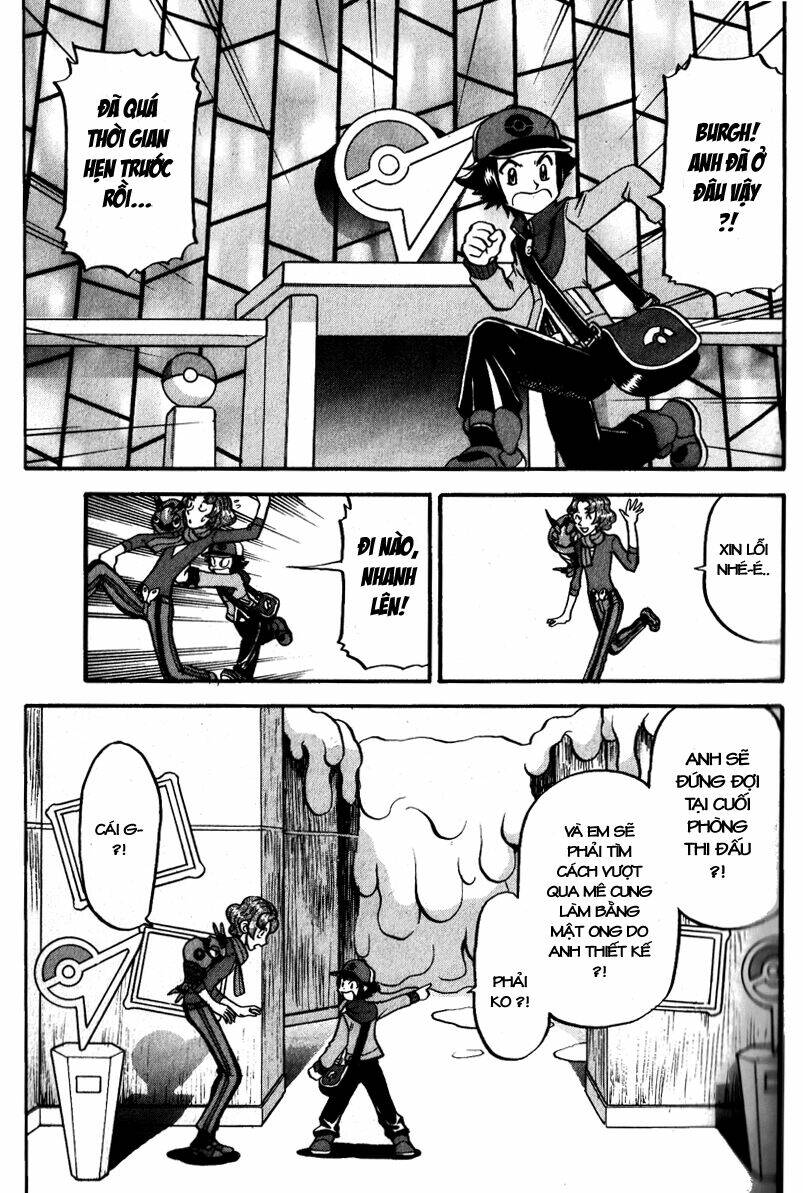 BURGH!
ANH ĐÃ Ở
ĐÂU VẬY
?!
ĐÃ QUÁ
THỜI GIAN
HẸN TRƯỚC
RỒI...
XIN LỖI
NHÉ-É..
ĐI NÀO,
NHANH
LÊN!
ANH SẼ
ĐỨNG ĐỢI
TẠI CUỐI
PHÒNG
THI ĐẤU
?!
VÀ EM SẼ
PHẢI TÌM
CÁCH VƯỢT
QUA MÊ CUNG
LÀM BẰNG
MẬT ONG DO
ANH THIẾT KẾ
?!
PHẢI
KO ?!
CÁI G-
?!